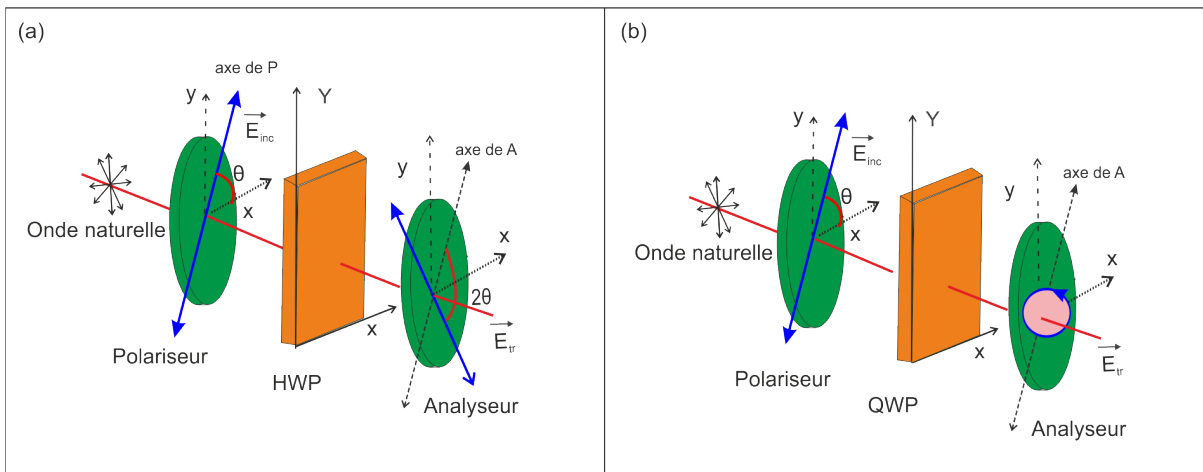 (a)
axe de P
y
E inc
θ
x
Onde naturelle
Polariseur
Y
x
HWP
axe de A
y
x
2θ
E tr
Analyseur
(b)
y
E inc
θ
x
Onde naturelle
Polariseur
Y
x
QWP
axe de A
y
x
E tr
Analyseur